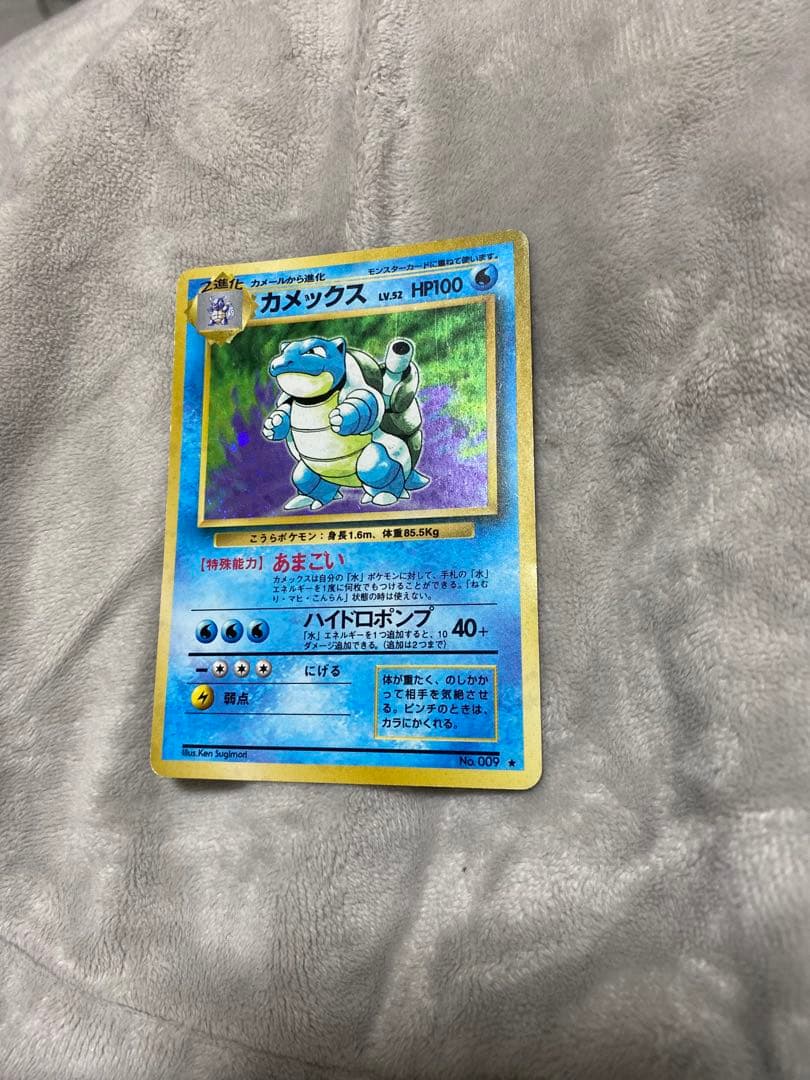 2進化 カメールから進化 モンスターカードに重ねて使います。
カメックス LV.52 HP100
こうらポケモン：身長1.6m、体重85.5Kg
【特殊能力】あまごい
カメックスは自分の「水」ポケモンに対して、手札の「水」
エネルギーを1度に何枚でもつけることができる。「ねむ
り・マヒ・こんらん」状態の時は使えない。
ハイドロポンプ
「水」エネルギーを1つ追加すると、10
ダメージ追加できる。（追加は2つまで）
40+
ー にげる
弱点
体が重たく、のしかか
って相手を気絶させ
る。ピンチのときは、
カラにかくれる。
Illus.Ken Sugimori
No. 009 ★